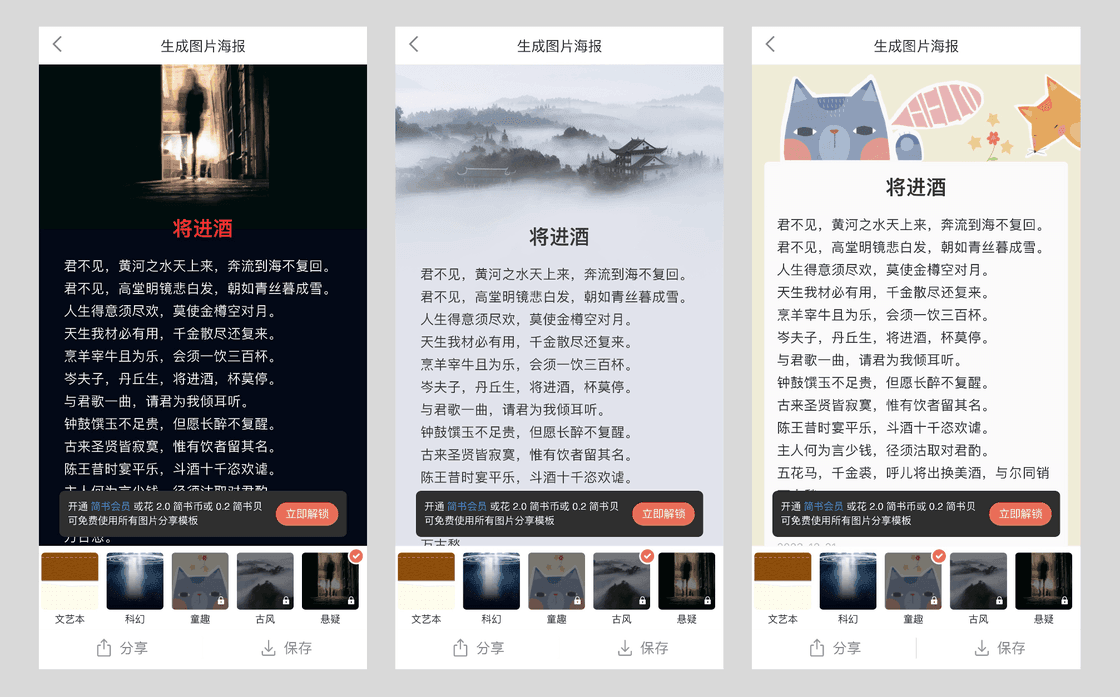 生成图片海报
将进酒
君不见，黄河之水天上来，奔流到海不复回。
君不见，高堂明镜悲白发，朝如青丝暮成雪。
人生得意须尽欢，莫使金樽空对月。
天生我材必有用，千金散尽还复来。
烹羊宰牛且为乐，会须一饮三百杯。
岑夫子，丹丘生，将进酒，杯莫停。
与君歌一曲，请君为我倾耳听。
钟鼓馔玉不足贵，但愿长醉不复醒。
古来圣贤皆寂寞，惟有饮者留其名。
陈王昔时宴平乐，斗酒十千恣欢谑。
主人何为言少钱，径须沽取对君酌。
开通 简书会员 或花 2.0 简书币或 0.2 简书贝
可免费使用所有图片分享模板
立即解锁
万古愁。
文艺本
科幻
童趣
古风
悬疑
分享
保存
生成图片海报
将进酒
君不见，黄河之水天上来，奔流到海不复回。
君不见，高堂明镜悲白发，朝如青丝暮成雪。
人生得意须尽欢，莫使金樽空对月。
天生我材必有用，千金散尽还复来。
烹羊宰牛且为乐，会须一饮三百杯。
岑夫子，丹丘生，将进酒，杯莫停。
与君歌一曲，请君为我倾耳听。
钟鼓馔玉不足贵，但愿长醉不复醒。
古来圣贤皆寂寞，惟有饮者留其名。
陈王昔时宴平乐，斗酒十千恣欢谑。
开通 简书会员 或花 2.0 简书币或 0.2 简书贝
可免费使用所有图片分享模板
立即解锁
万古愁
文艺本
科幻
童趣
古风
悬疑
分享
保存
生成图片海报
将进酒
君不见，黄河之水天上来，奔流到海不复回。
君不见，高堂明镜悲白发，朝如青丝暮成雪。
人生得意须尽欢，莫使金樽空对月。
天生我材必有用，千金散尽还复来。
烹羊宰牛且为乐，会须一饮三百杯。
岑夫子，丹丘生，将进酒，杯莫停。
与君歌一曲，请君为我倾耳听。
钟鼓馔玉不足贵，但愿长醉不复醒。
古来圣贤皆寂寞，惟有饮者留其名。
陈王昔时宴平乐，斗酒十千恣欢谑。
主人何为言少钱，径须沽取对君酌。
五花马，千金裘，呼儿将出换美酒，与尔同销
开通 简书会员 或花 2.0 简书币或 0.2 简书贝
可免费使用所有图片分享模板
立即解锁
文艺本
科幻
童趣
古风
悬疑
分享
保存